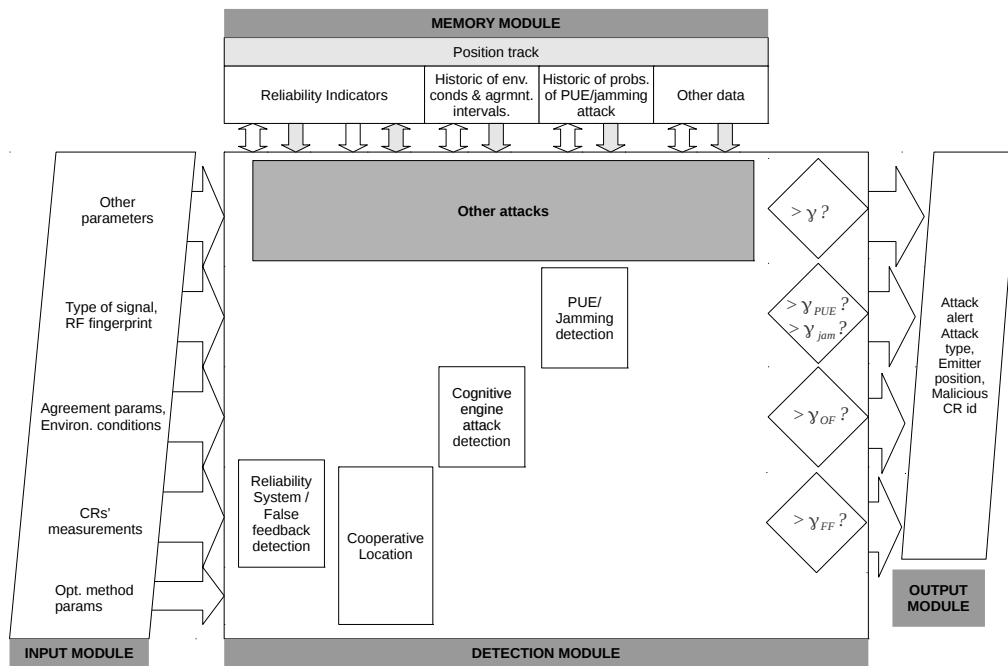 MEMORY MODULE
Position track
Reliability Indicators
Historic of env.
conds & agrmnt.
intervals.
Historic of probs.
of PUE/jamming
attack
Other data
Other
parameters
Type of signal,
RF fingerprint
Agreement params,
Environ. conditions
CRs'
measurements
Opt. method
params
INPUT MODULE
Other attacks
PUE/
Jamming
detection
Cognitive
engine
attack
detection
Reliability
System /
False
feedback
detection
Cooperative
Location
> γ ?
> γ_PUE ?
> γ_jam ?
> γ_OF ?
> γ_FF ?
DETECTION MODULE
Attack
alert
Attack
type,
Emitter
position,
Malicious
CR id
OUTPUT
MODULE